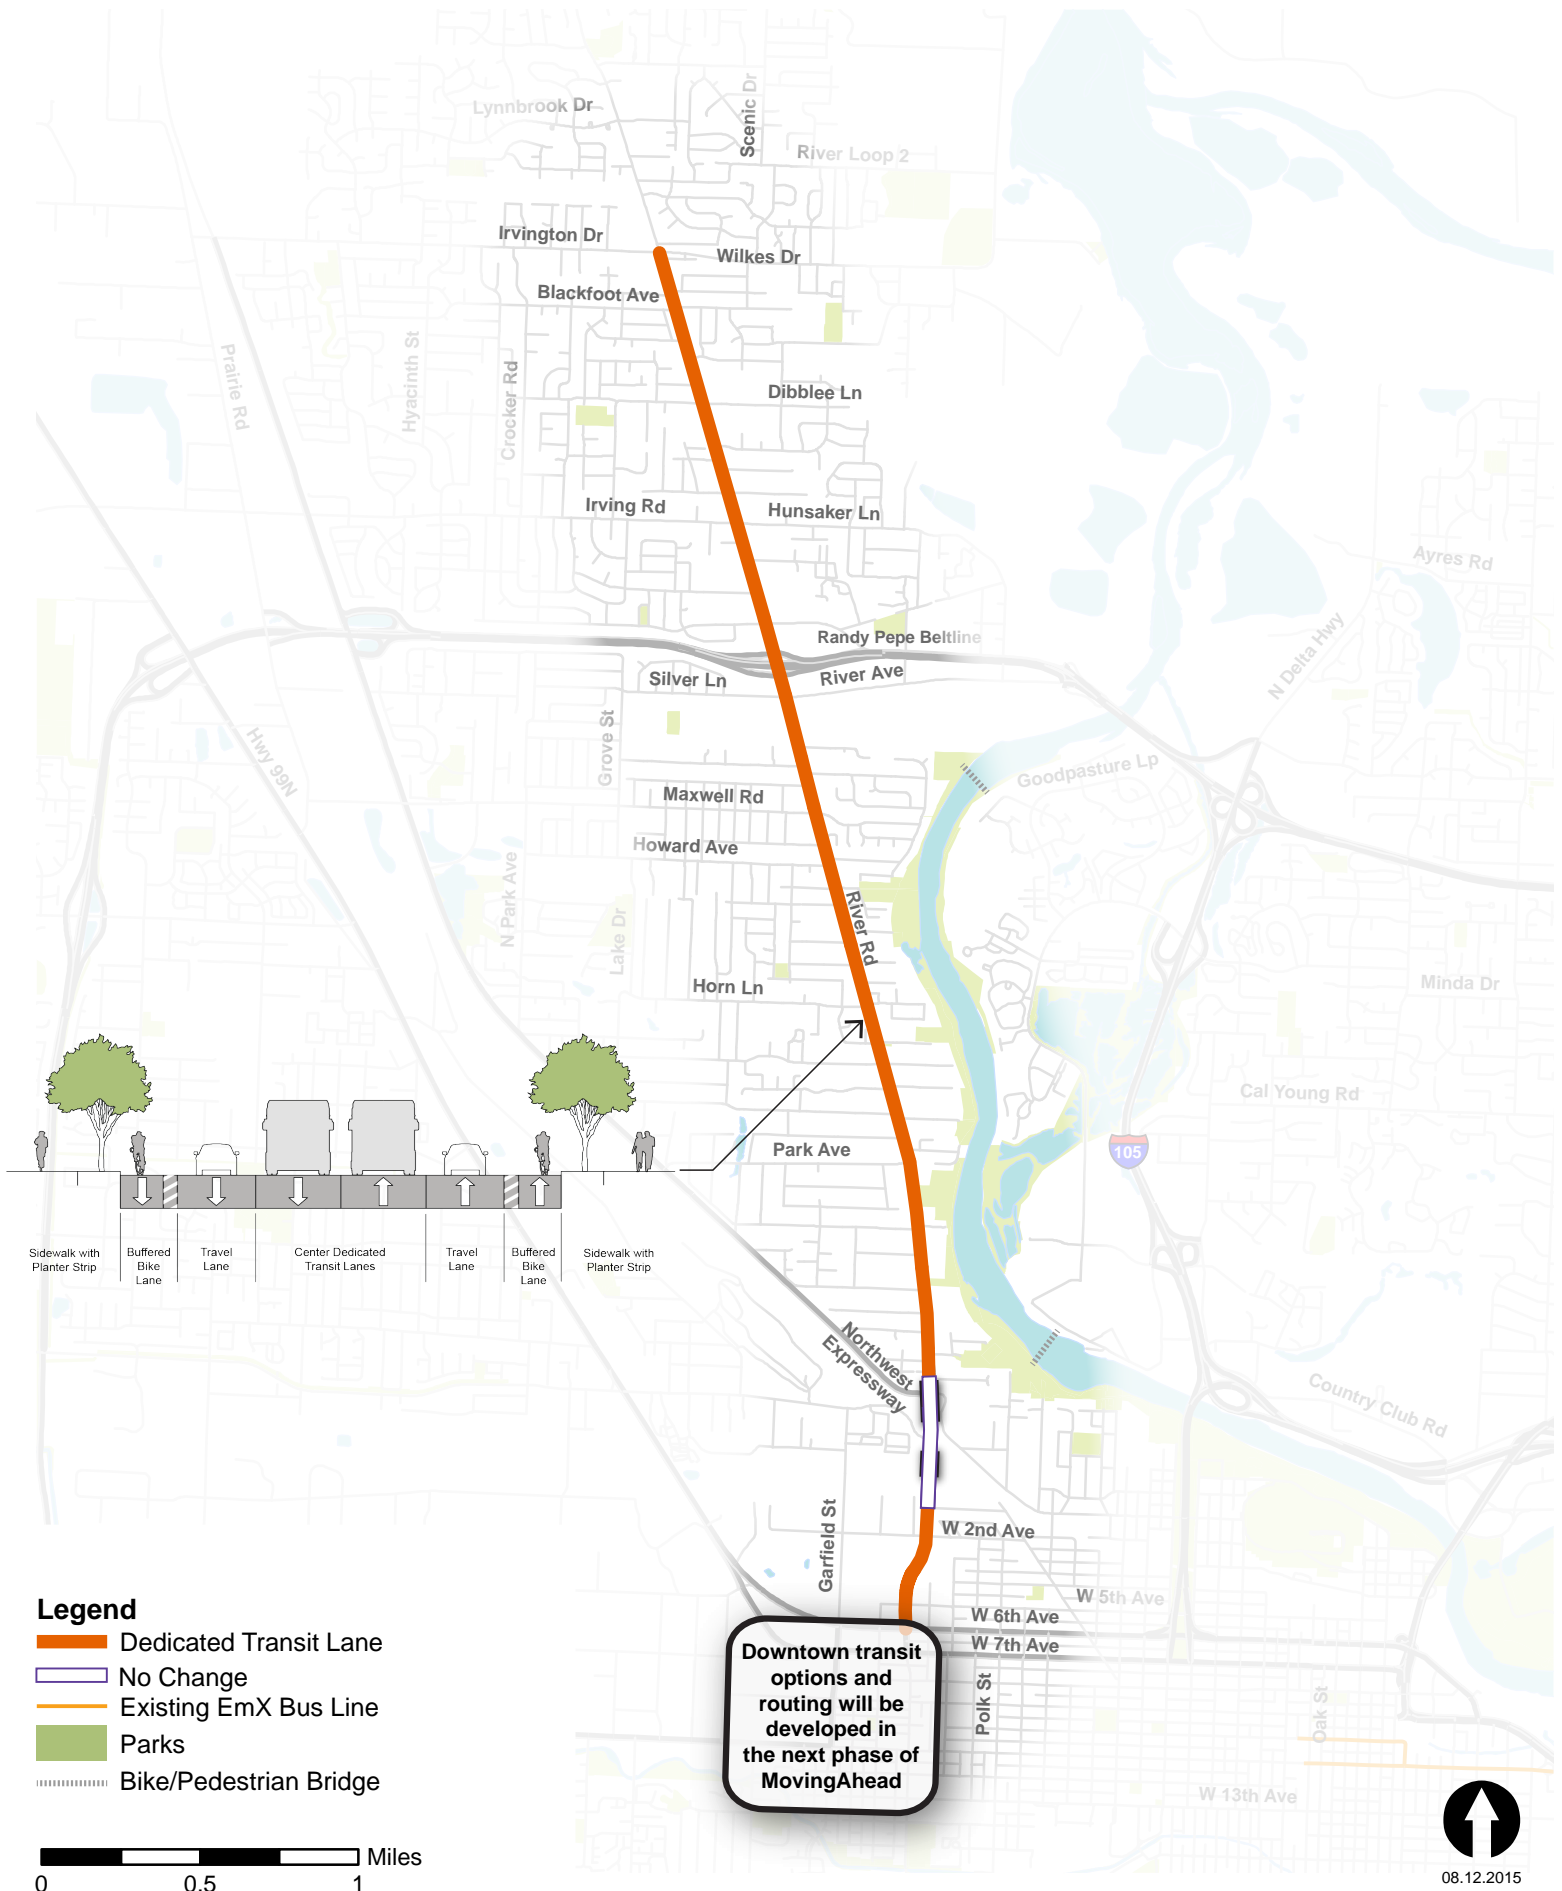 Lynnbrook Dr
Scenic Dr
River Loop 2
Irvington Dr
Wilkes Dr
Blackfoot Ave
Prairie Rd
Hyacinth St
Crocker Rd
Dibblee Ln
Irving Rd
Hunsaker Ln
Ayres Rd
Randy Pepe Beltline
N Delta Hwy
Silver Ln
River Ave
Grove St
Hwy 99N
Goodpasture Lp
Maxwell Rd
Howard Ave
N Park Ave
Lake Dr
River Rd
Horn Ln
Minda Dr
Cal Young Rd
Park Ave
105
Sidewalk with
Planter Strip
Buffered
Bike
Lane
Travel
Lane
Center Dedicated
Transit Lanes
Travel
Lane
Buffered
Bike
Lane
Sidewalk with
Planter Strip
Northwest
Expressway
Country Club Rd
Garfield St
W 2nd Ave
W 5th Ave
W 6th Ave
W 7th Ave
Polk St
Oak St
W 13th Ave
Downtown transit
options and
routing will be
developed in
the next phase of
MovingAhead
Legend
Dedicated Transit Lane
No Change
Existing EmX Bus Line
Parks
Bike/Pedestrian Bridge
Miles
0 0.5 1
08.12.2015